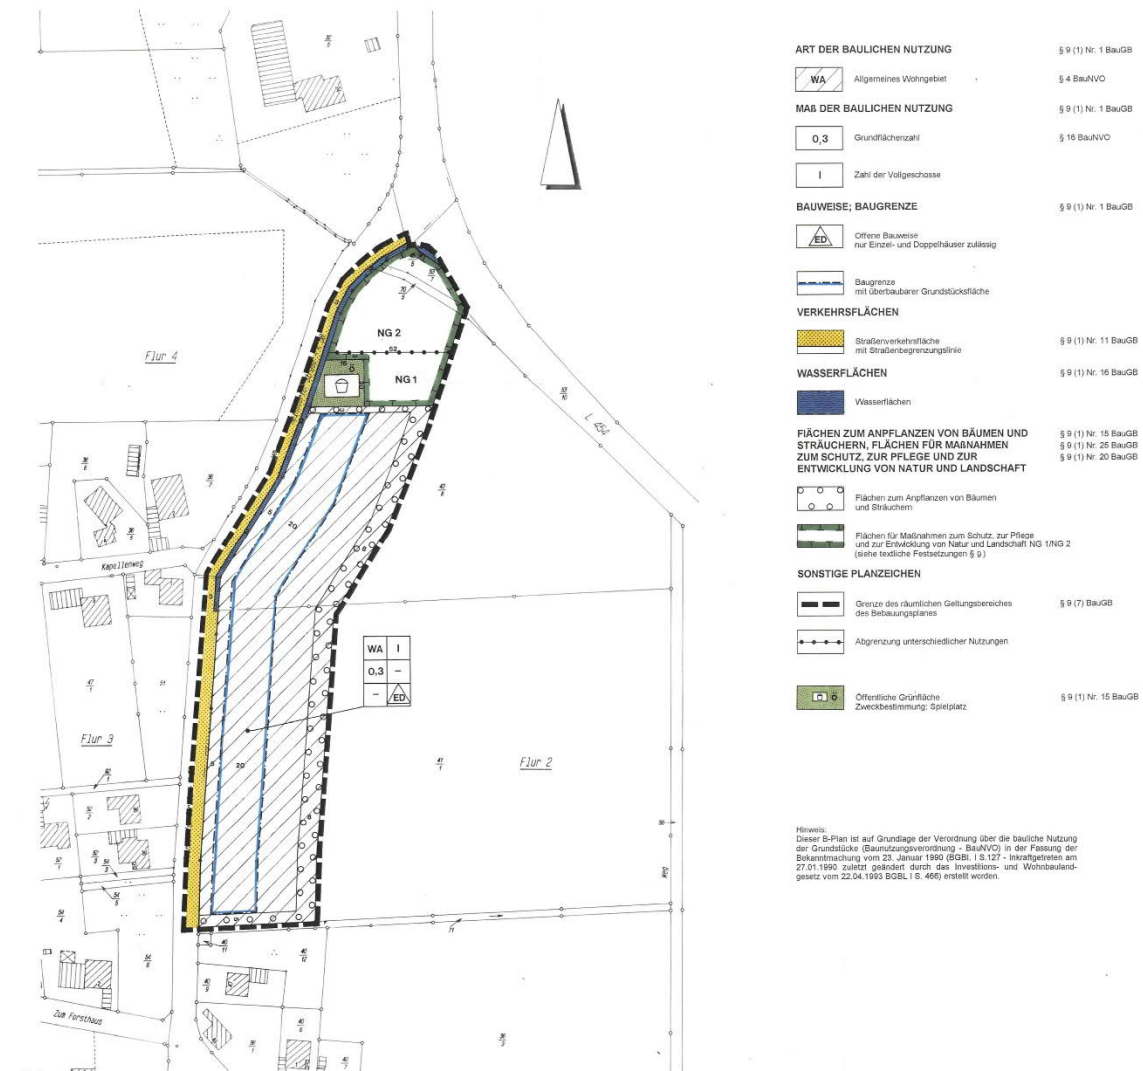 Flur 4
NG 2
52
16
NG 1
L 454
Kapellenweg
5
20
8
WA I
0,3 -
- ED
Flur 3
20
8
Flur 2
Weg
71
Zum Forsthaus
ART DER BAULICHEN NUTZUNG § 9 (1) Nr. 1 BauGB
WA Allgemeines Wohngebiet § 4 BauNVO
MAß DER BAULICHEN NUTZUNG § 9 (1) Nr. 1 BauGB
0,3 Grundflächenzahl § 16 BauNVO
I Zahl der Vollgeschosse
BAUWEISE; BAUGRENZE § 9 (1) Nr. 1 BauGB
ED Offene Bauweise
nur Einzel- und Doppelhäuser zulässig
Baugrenze
mit überbaubarer Grundstücksfläche
VERKEHRSFLÄCHEN
Straßenverkehrsfläche § 9 (1) Nr. 11 BauGB
mit Straßenbegrenzungslinie
WASSERFLÄCHEN § 9 (1) Nr. 16 BauGB
Wasserflächen
FlÄCHEN ZUM ANPFLANZEN VON BÄUMEN UND § 9 (1) Nr. 15 BauGB
STRÄUCHERN, FLÄCHEN FÜR MAßNAHMEN § 9 (1) Nr. 25 BauGB
ZUM SCHUTZ, ZUR PFLEGE UND ZUR § 9 (1) Nr. 20 BauGB
ENTWICKLUNG VON NATUR UND LANDSCHAFT
Flächen zum Anpflanzen von Bäumen
und Sträuchern
Flächen für Maßnahmen zum Schutz, zur Pflege
und zur Entwicklung von Natur und Landschaft NG 1/NG 2
(siehe textliche Festsetzungen § 9 )
SONSTIGE PLANZEICHEN
Grenze des räumlichen Geltungsbereiches § 9 (7) BauGB
des Bebauungsplanes
Abgrenzung unterschiedlicher Nutzungen
Öffentliche Grünfläche § 9 (1) Nr. 15 BauGB
Zweckbestimmung: Spielplatz
Hinweis:
Dieser B-Plan ist auf Grundlage der Verordnung über die bauliche Nutzung
der Grundstücke (Baunutzungsverordnung - BauNVO) in der Fassung der
Bekanntmachung vom 23. Januar 1990 (BGBl. I S.127 - Inkraftgetreten am
27.01.1990 zuletzt geändert durch das Investitions- und Wohnbauland-
gesetz vom 22.04.1993 BGBL I S. 466) erstellt worden.